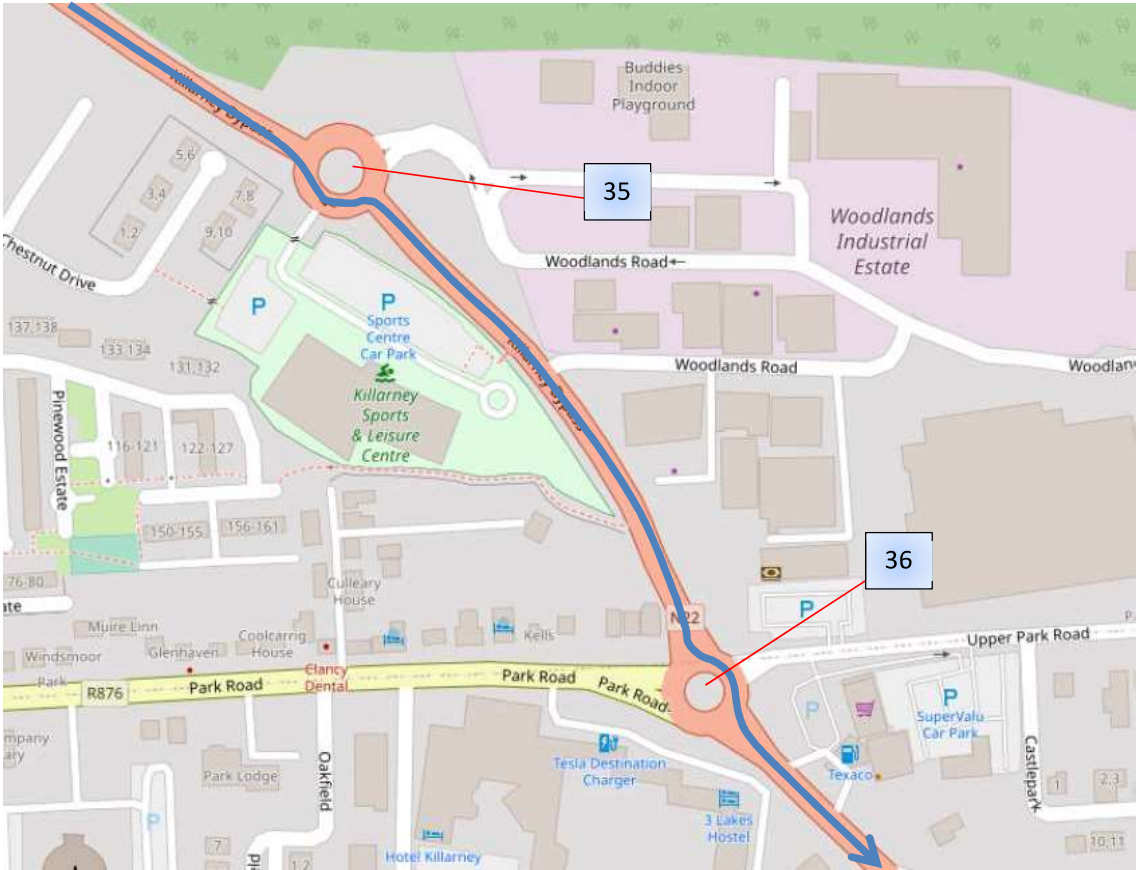 Buddies
Indoor
Playground
Killarney Bypass
35
5,6
3,4
7,8
1,2
9,10
Woodlands
Industrial
Estate
Chestnut Drive
Woodlands Road
P
P
Sports
Centre
Car Park
137,138
133,134
131,132
Killarney Bypass
Woodlands Road
Woodlan
Killarney
Sports
& Leisure
Centre
Pinewood Estate
116-121
122-127
150-155
156-161
36
76-80
ate
Culleary
House
P
N22
Muire Linn
Coolcarrig
House
Kells
Upper Park Road
P
Windsmoor
Park
Glenhaven
Clancy
Dental
R876
Park Road
Park Road
Park Road
P
P
SuperValu
Car Park
mpany
ary
Oakfield
Park Lodge
Tesla Destination
Charger
Texaco
Castlepark
1
2,3
P
3 Lakes
Hostel
7
1,2
Hotel Killarney
10,11